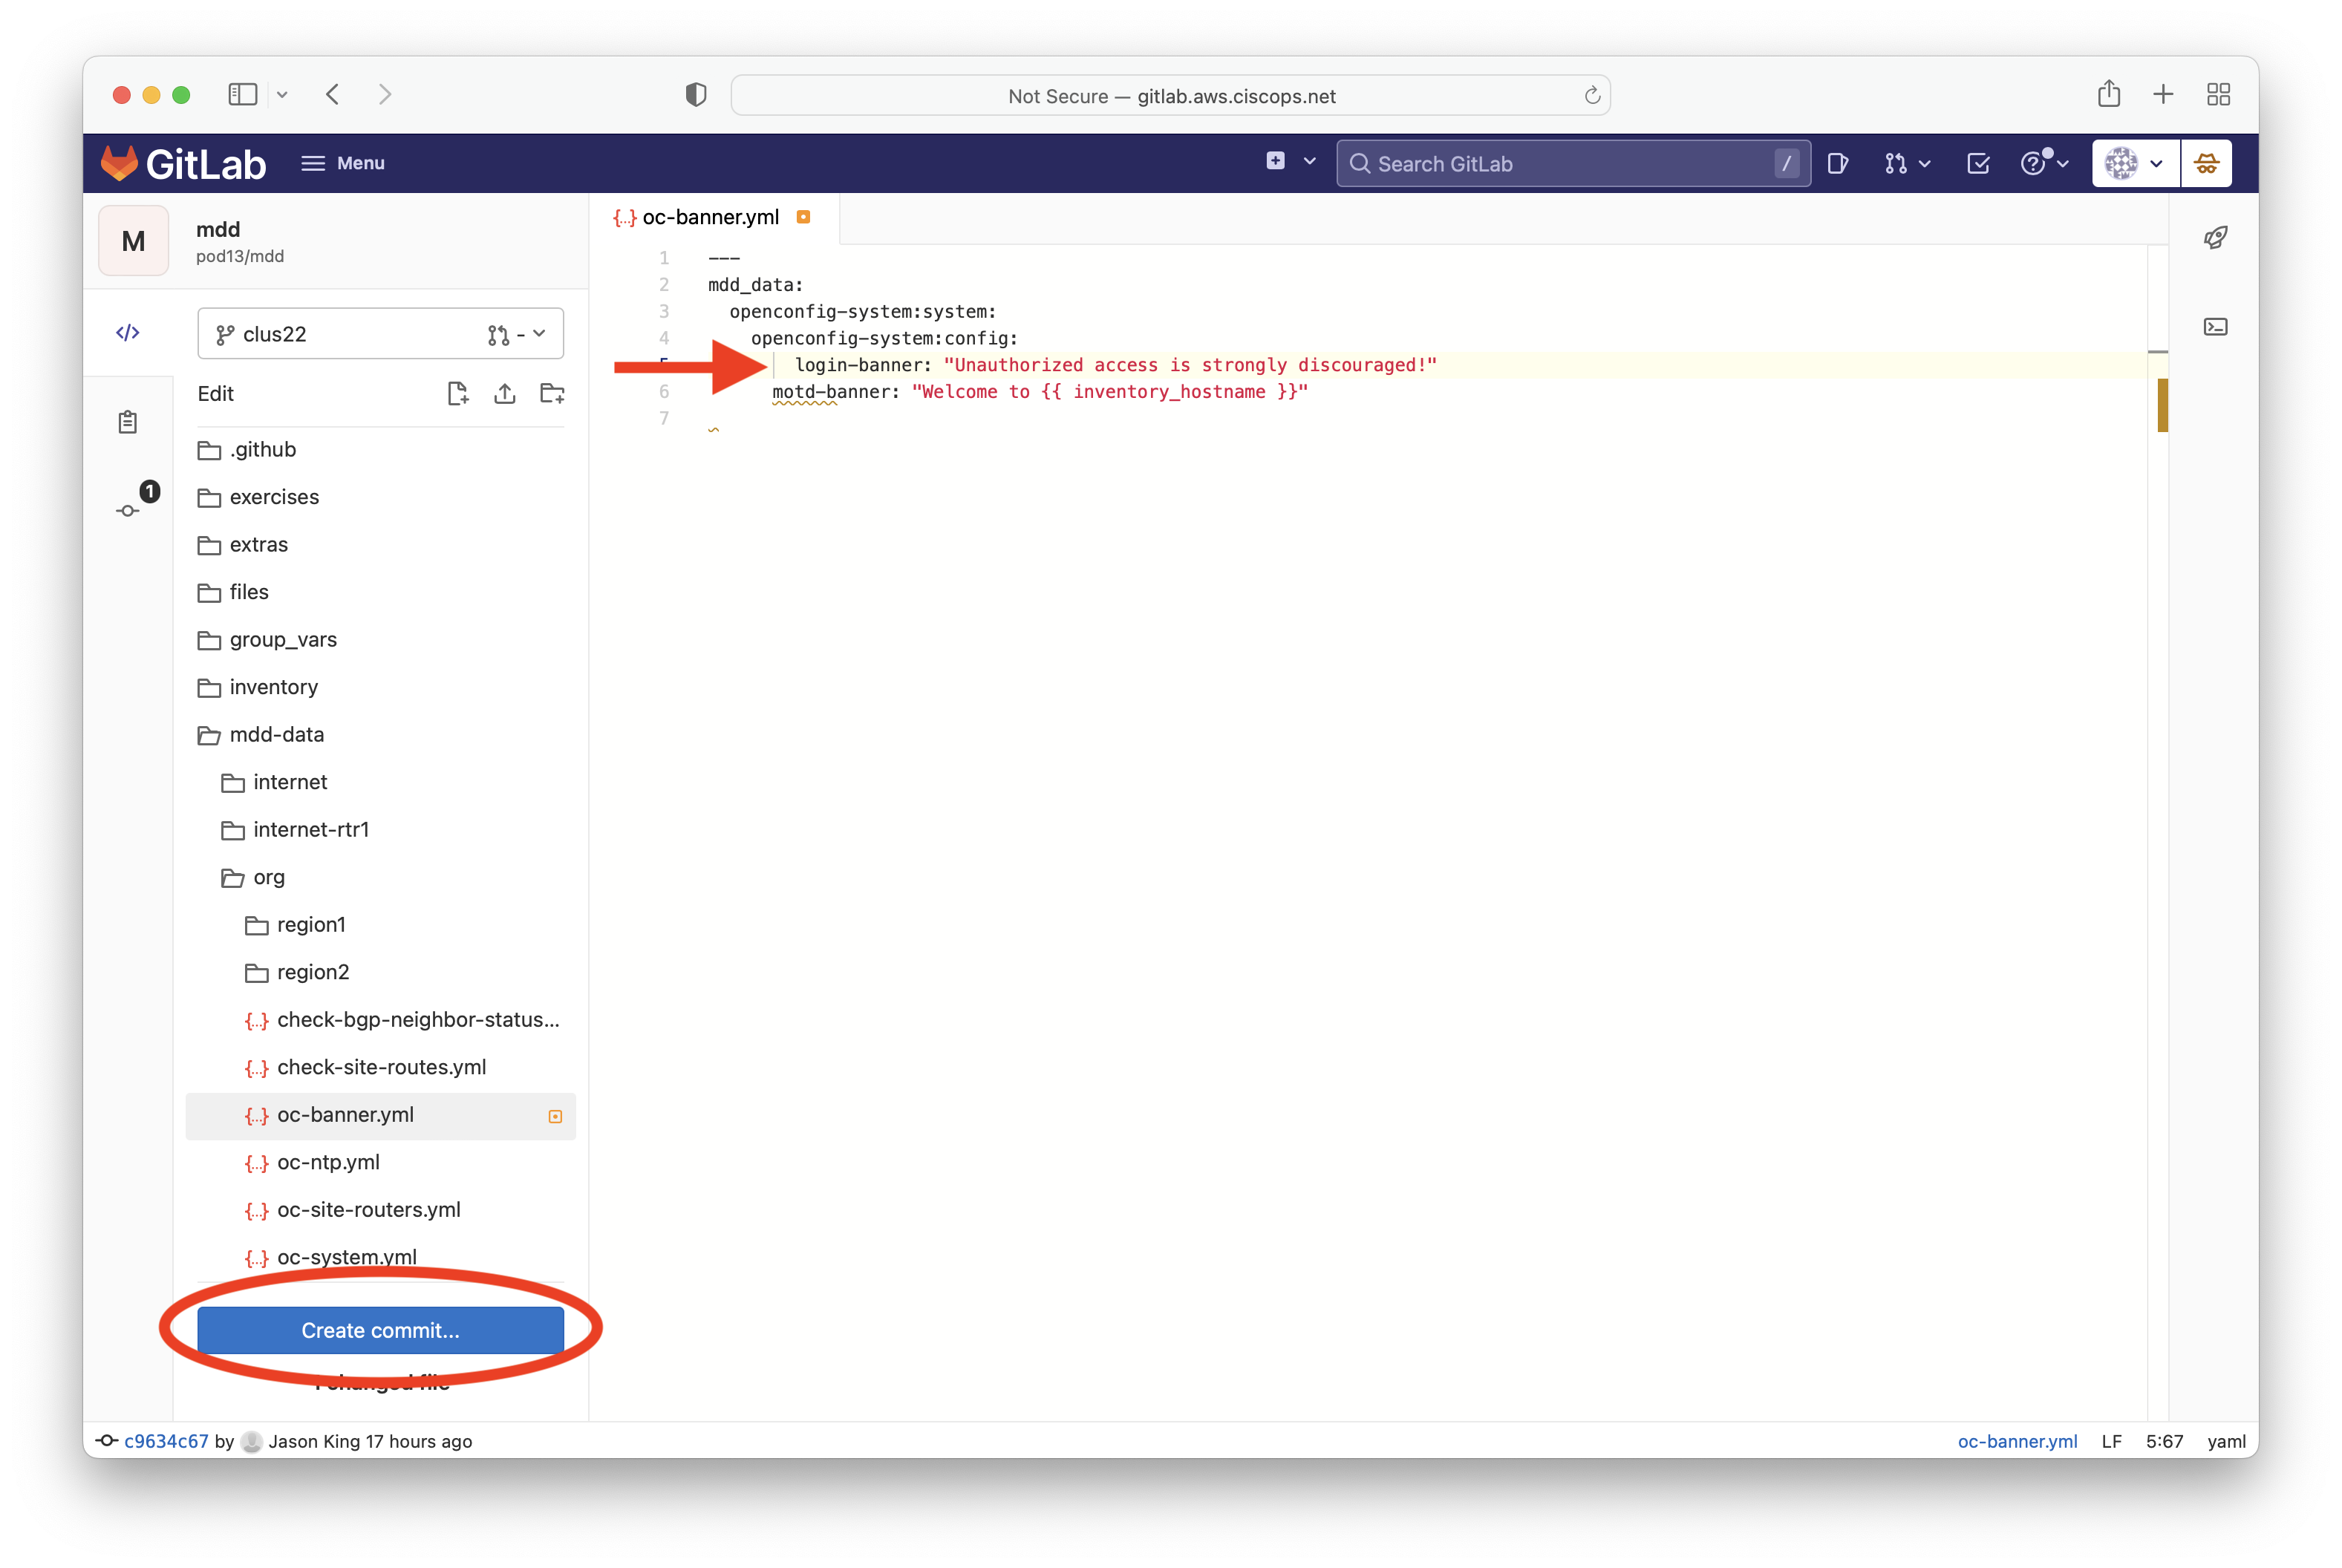 Not Secure — gitlab.aws.ciscops.net
GitLab
Menu
Search GitLab
/
M
mdd
pod13/mdd
clus22
-
Edit
.github
exercises
1
extras
files
group_vars
inventory
mdd-data
internet
internet-rtr1
org
region1
region2
{...} check-bgp-neighbor-status...
{...} check-site-routes.yml
{...} oc-banner.yml
{...} oc-ntp.yml
{...} oc-site-routers.yml
{...} oc-system.yml
Create commit...
1 changed file
{...} oc-banner.yml
1 ---
2 mdd_data:
3 openconfig-system:system:
4 openconfig-system:config:
5 login-banner: "Unauthorized access is strongly discouraged!"
6 motd-banner: "Welcome to {{ inventory_hostname }}"
7
c9634c67 by Jason King 17 hours ago
oc-banner.yml LF 5:67 yaml